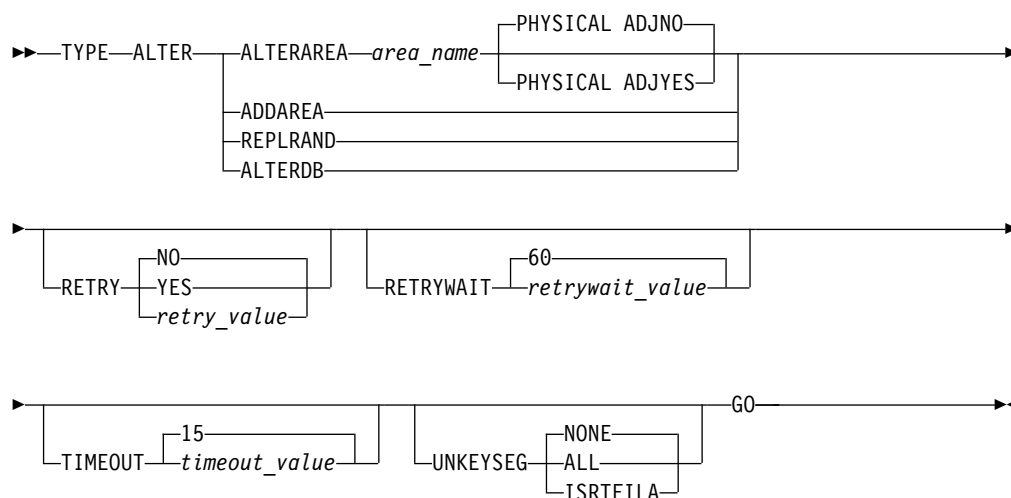 PHYSICAL ADJNO
TYPE ALTER ALTERAREA area_name
PHYSICAL ADJYES
ADDAREA
REPLRAND
ALTERDB
NO
RETRY YES
retry_value
60
RETRYWAIT retrywait_value
15
TIMEOUT timeout_value
GO
NONE
UNKEYSEG ALL
ISRTFILA